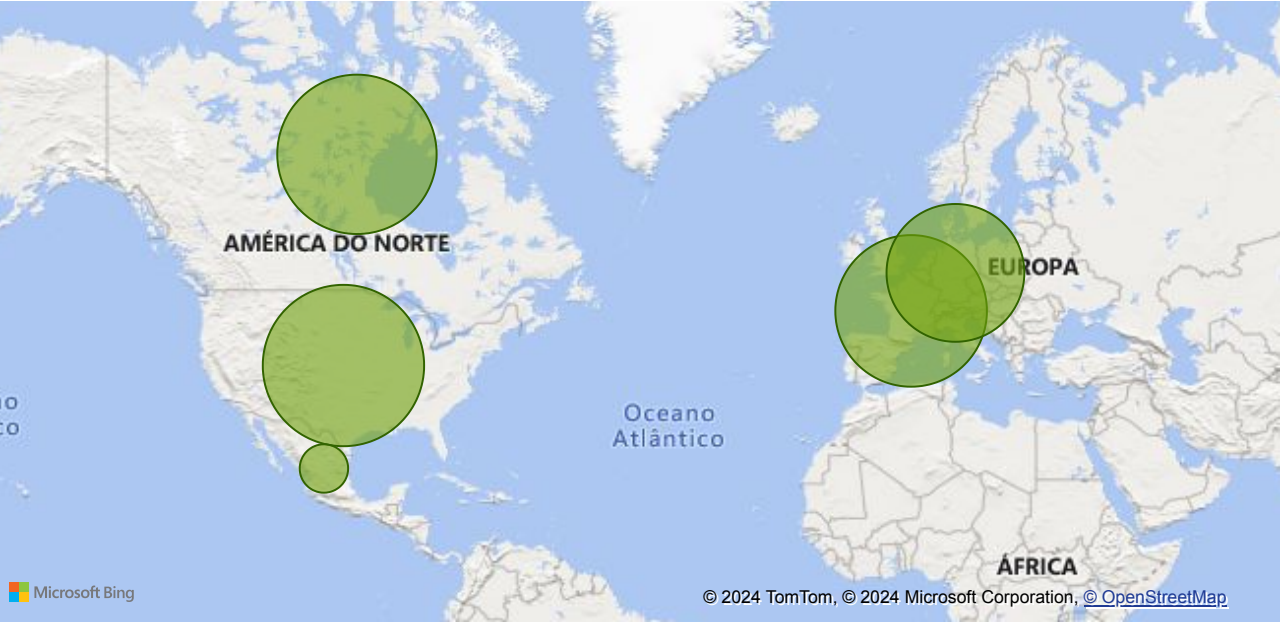 AMÉRICA DO NORTE
EUROPA
Oceano
Atlântico
ÁFRICA
Microsoft Bing
© 2024 TomTom, © 2024 Microsoft Corporation, © OpenStreetMap